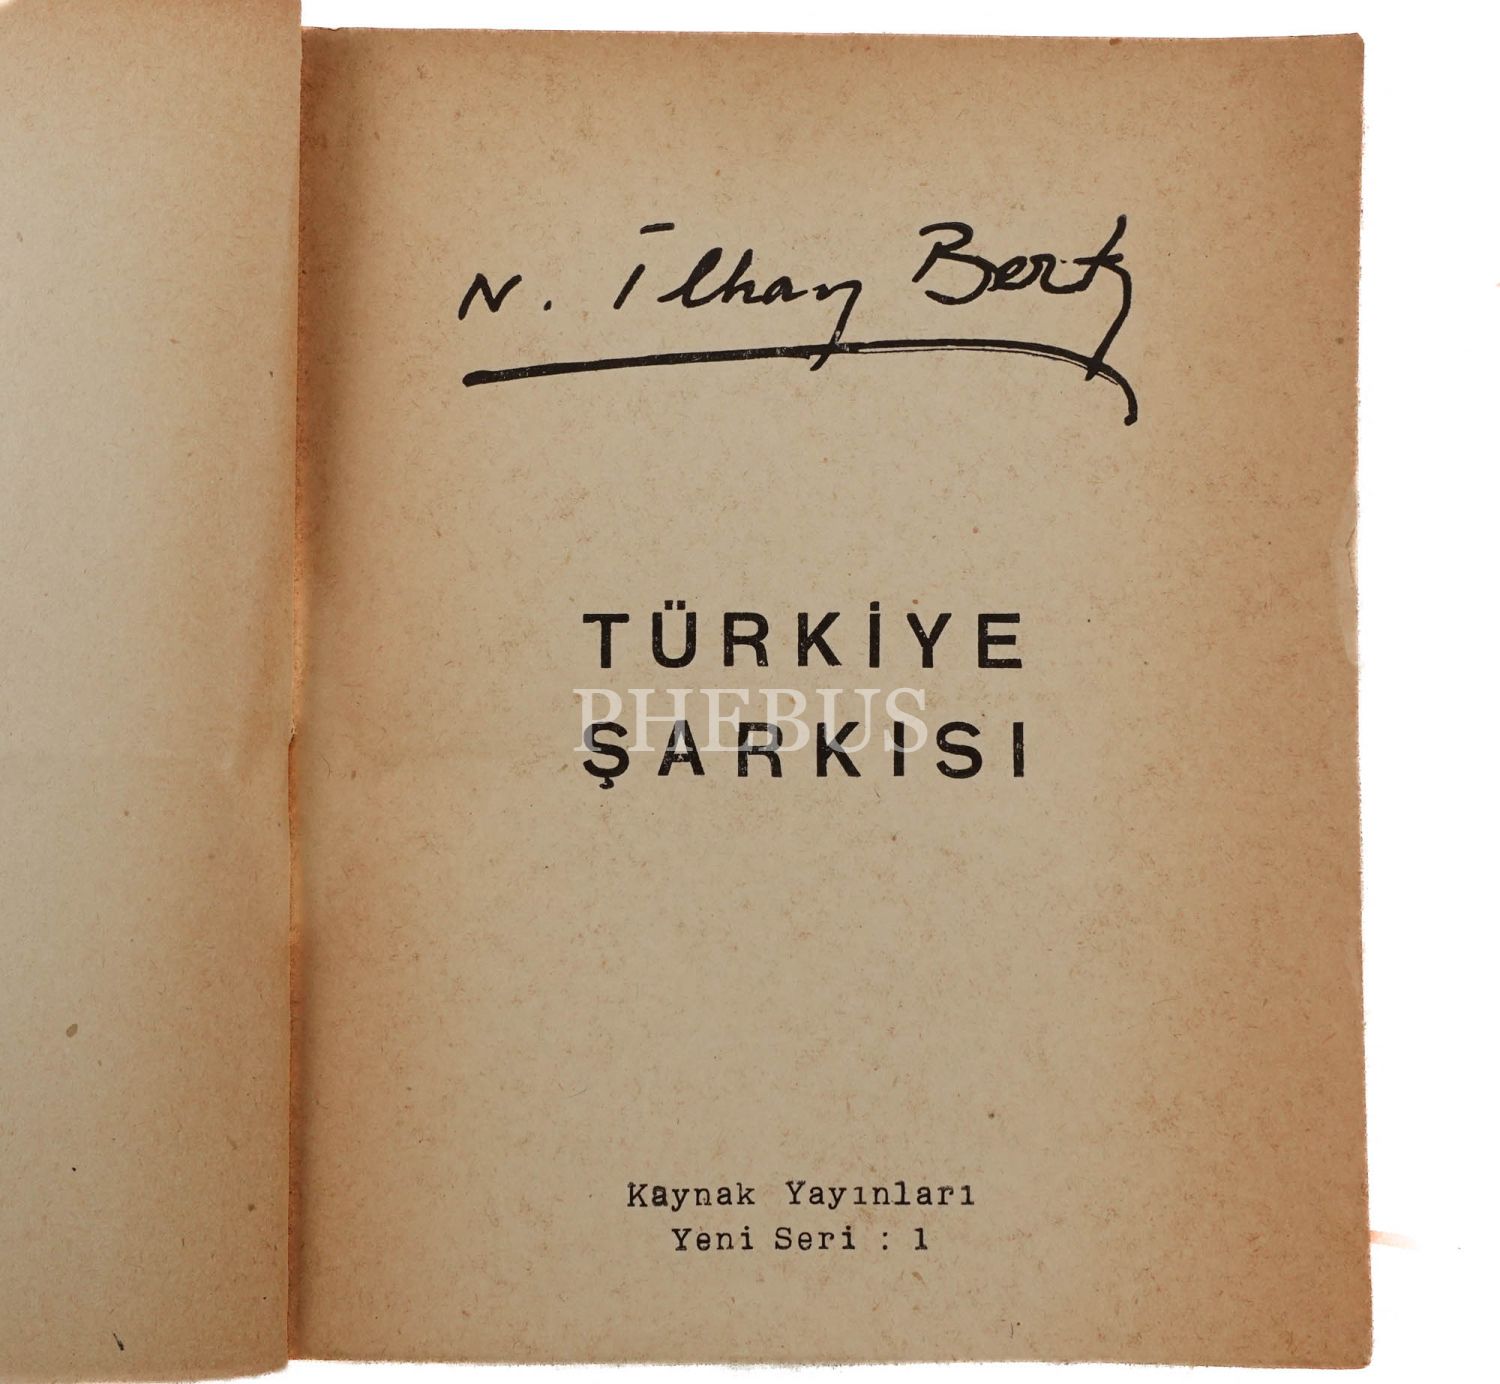 N. İlhan Berk
TÜRKİYE
PHEBUS
ŞARKISI
Kaynak Yayınları
Yeni Seri : 1